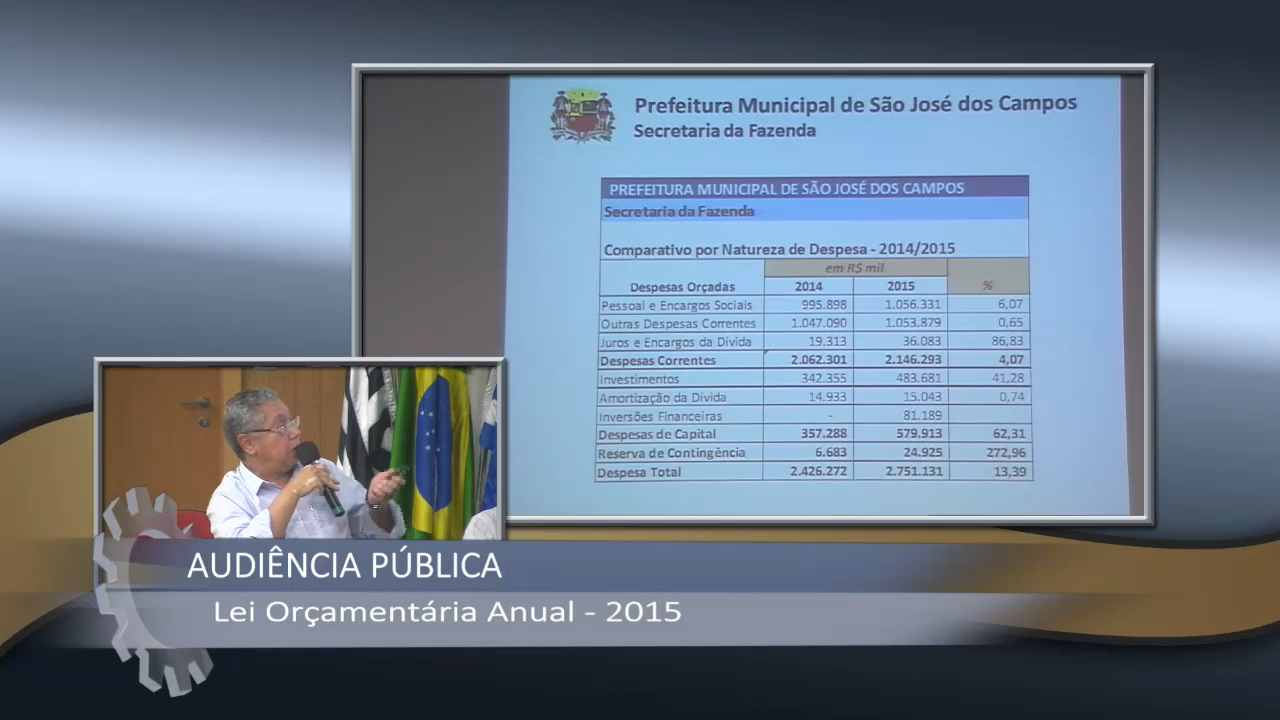 Prefeitura Municipal de São José dos Campos
Secretaria da Fazenda
PREFEITURA MUNICIPAL DE SÃO JOSÉ DOS CAMPOS
Secretaria da Fazenda
Comparativo por Natureza de Despesa - 2014/2015
em R$ mil
Despesas Orçadas 2014 2015 %
Pessoal e Encargos Sociais 995.898 1.056.331 6,07
Outras Despesas Correntes 1.047.090 1.053.879 0,65
Juros e Encargos da Dívida 19.313 36.083 86,83
Despesas Correntes 2.062.301 2.146.293 4,07
Investimentos 342.355 483.681 41,28
Amortização da Dívida 14.933 15.043 0,74
Inversões Financeiras - 81.189
Despesas de Capital 357.288 579.913 62,31
Reserva de Contingência 6.683 24.925 272,96
Despesa Total 2.426.272 2.751.131 13,39
AUDIÊNCIA PÚBLICA
Lei Orçamentária Anual - 2015